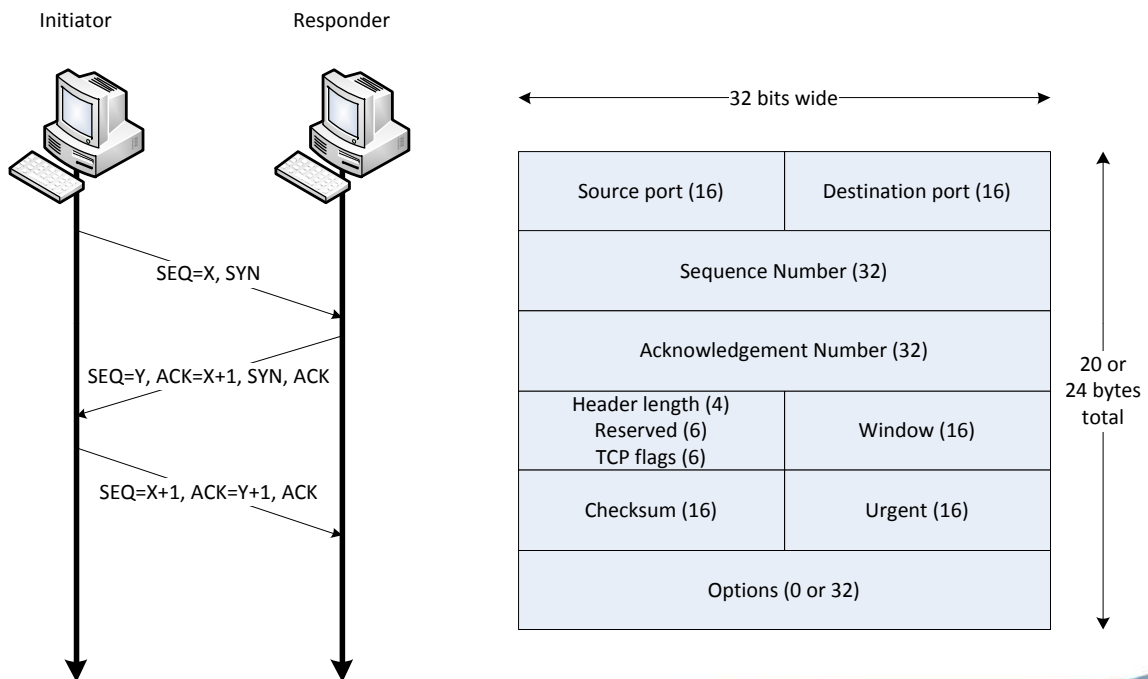 Initiator
Responder
SEQ=X, SYN
SEQ=Y, ACK=X+1, SYN, ACK
SEQ=X+1, ACK=Y+1, ACK
32 bits wide
Source port (16)
Destination port (16)
Sequence Number (32)
Acknowledgement Number (32)
Header length (4)
Reserved (6)
TCP flags (6)
Window (16)
Checksum (16)
Urgent (16)
Options (0 or 32)
20 or
24 bytes
total